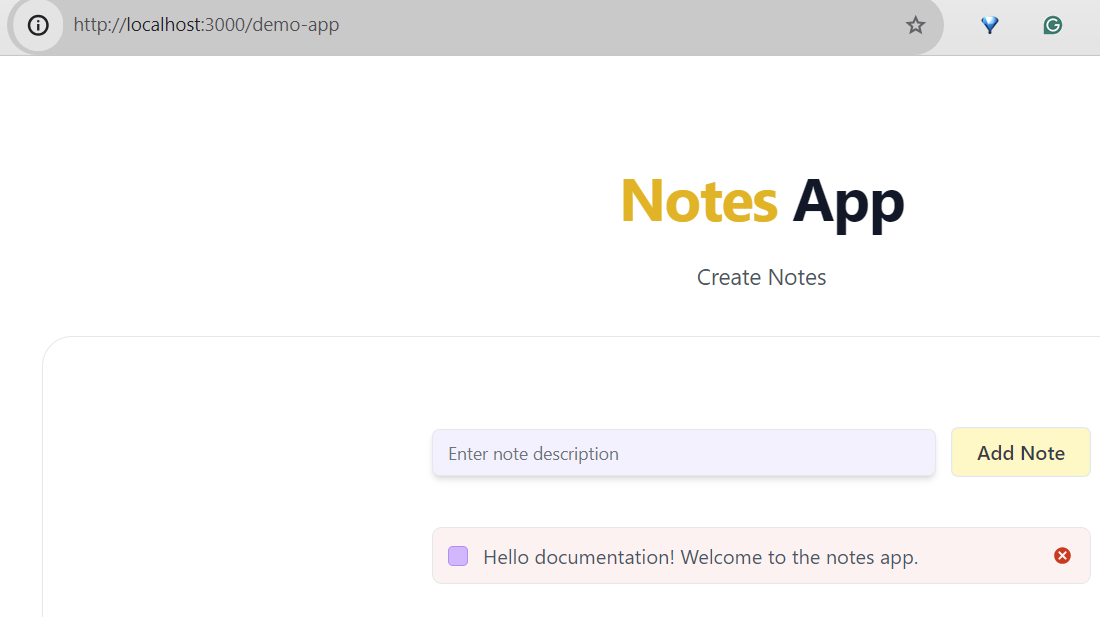 http://localhost:3000/demo-app
Notes App
Create Notes
Enter note description
Add Note
Hello documentation! Welcome to the notes app.